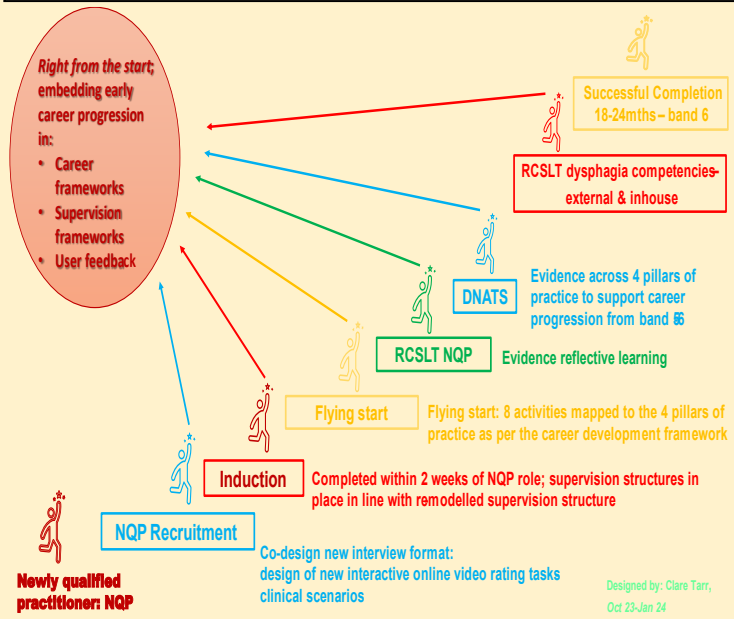 Right from the start;
embedding early
career progression
in:
• Career
frameworks
• Supervision
frameworks
• User feedback
Successful Completion
18-24mths – band 6
RCSLT dysphagia competencies–
external & inhouse
DNATS
Evidence across 4 pillars of
practice to support career
progression from band
RCSLT NQP
Evidence reflective learning
Flying start
Flying start: 8 activities mapped to the 4 pillars of
practice as per the career development framework
Induction
Completed within 2 weeks of NQP role; supervision structures in
place in line with remodelled supervision structure
NQP Recruitment
Co-design new interview format:
design of new interactive online video rating tasks
clinical scenarios
Newly qualified
practitioner: NQP
Designed by: Clare Tarr,
Oct 23-Jan 24